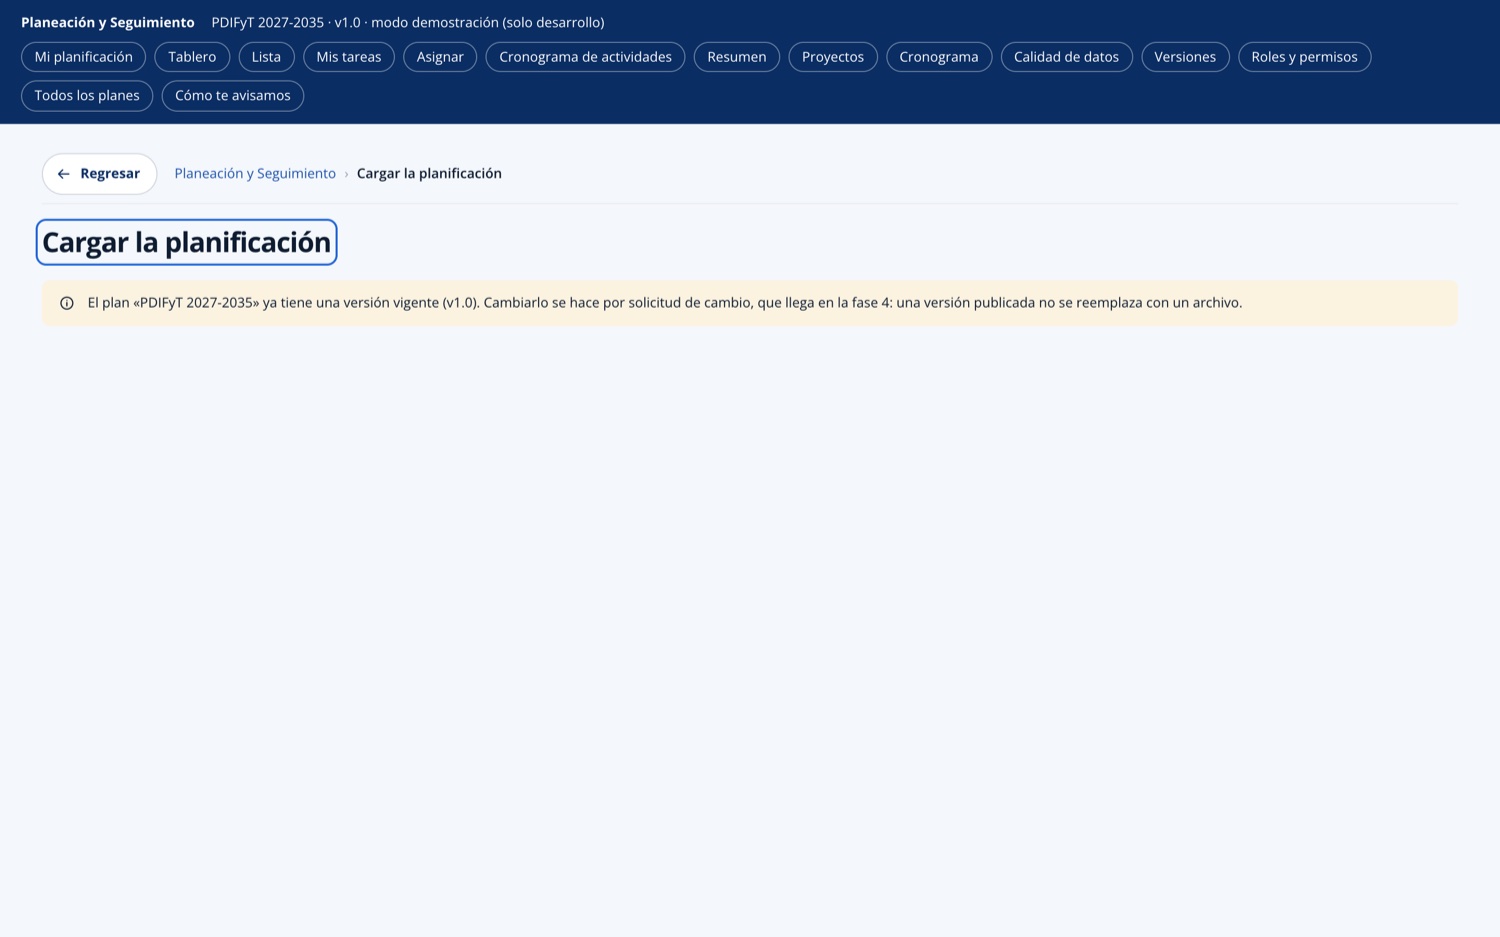 Planeación y Seguimiento PDIFyT 2027-2035 · v1.0 · modo demostración (solo desarrollo)
Mi planificación Tablero Lista Mis tareas Asignar Cronograma de actividades Resumen Proyectos Cronograma Calidad de datos Versiones Roles y permisos
Todos los planes Cómo te avisamos
← Regresar Planeación y Seguimiento › Cargar la planificación
Cargar la planificación
El plan «PDIFyT 2027-2035» ya tiene una versión vigente (v1.0). Cambiarlo se hace por solicitud de cambio, que llega en la fase 4: una versión publicada no se reemplaza con un archivo.